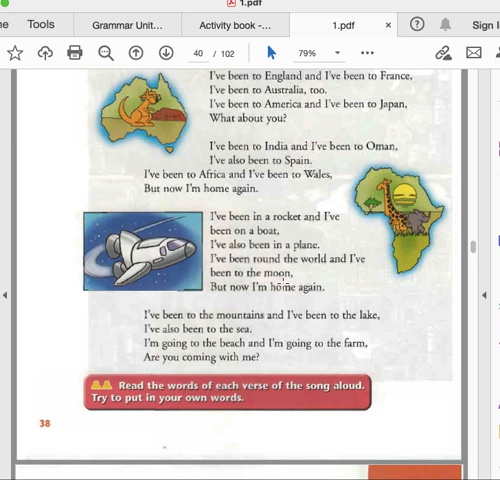 1.pdf
me
Tools
Grammar Unit...
Activity book -...
1.pdf
×
Sign I
40 / 102
79%
I've been to England and I've been to France,
I've been to Australia, too.
I've been to America and I've been to Japan,
What about you?
I've been to India and I've been to Oman,
I've also been to Spain.
I've been to Africa and I've been to Wales,
But now I'm home again.
I've been in a rocket and I've
been on a boat,
I've also been in a plane.
I've been round the world and I've
been to the moon,
But now I'm home again.
I've been to the mountains and I've been to the lake,
I've also been to the sea.
I'm going to the beach and I'm going to the farm,
Are you coming with me?
Read the words of each verse of the song aloud.
Try to put in your own words.
38